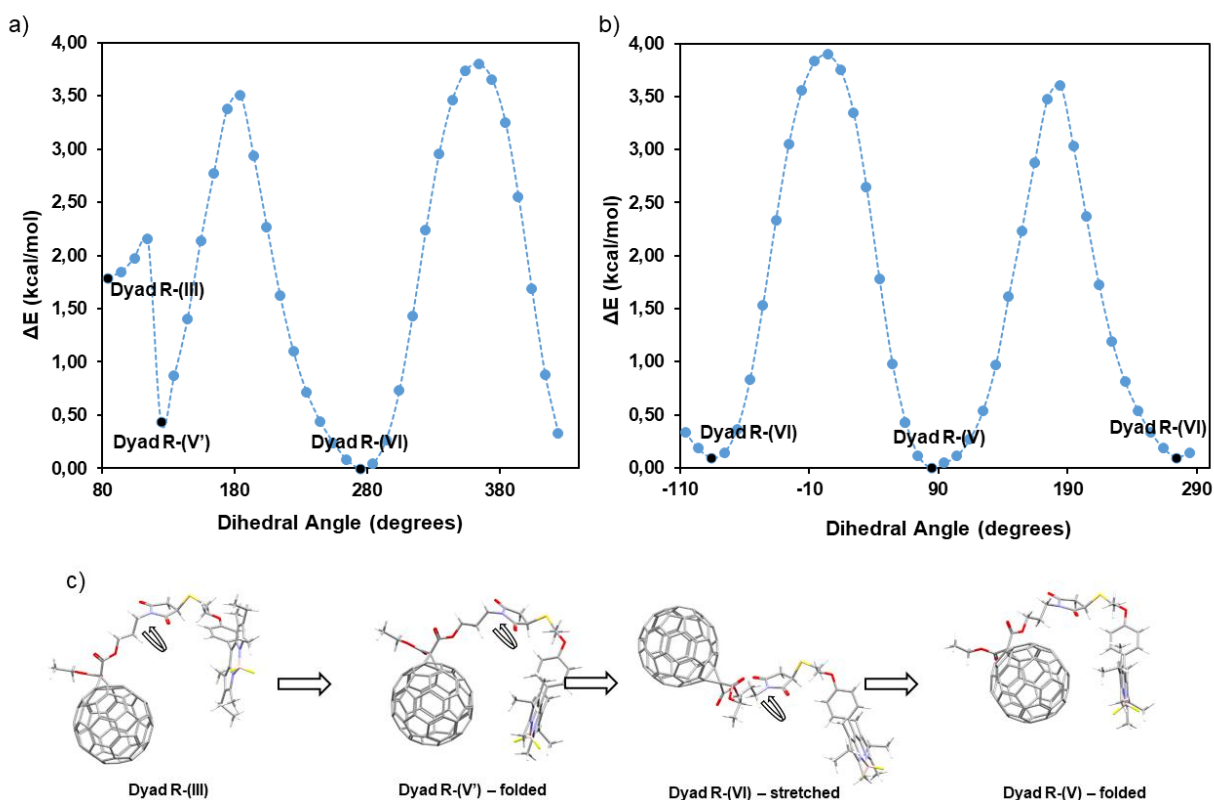 a)
4,00
3,50
3,00
2,50
2,00
1,50
1,00
0,50
0,00
ΔE (kcal/mol)
Dyad R-(III)
Dyad R-(V’)
Dyad R-(VI)
80
180
280
380
Dihedral Angle (degrees)
b)
4,00
3,50
3,00
2,50
2,00
1,50
1,00
0,50
0,00
ΔE (kcal/mol)
Dyad R-(VI)
Dyad R-(V)
Dyad R-(VI)
-110
-10
90
190
290
Dihedral Angle (degrees)
c)
Dyad R-(III)
Dyad R-(V’) – folded
Dyad R-(VI) – stretched
Dyad R-(V) – folded